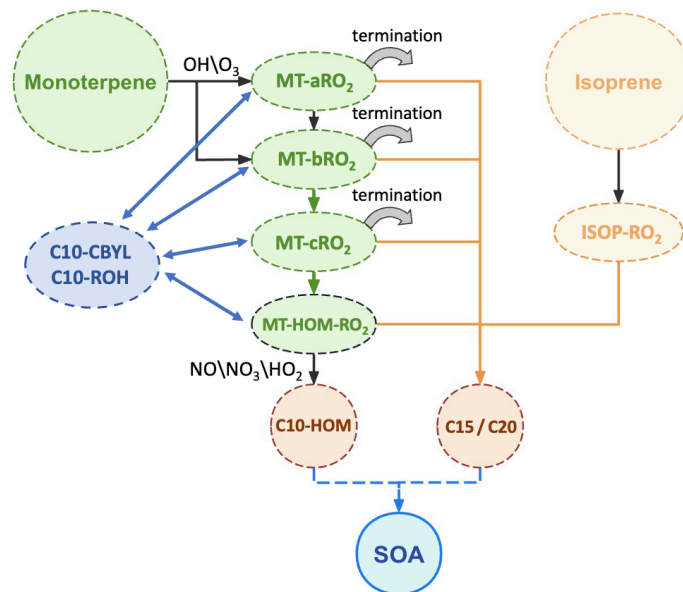 termination
OH\O₃
Monoterpene
MT-aRO₂
Isoprene
termination
MT-bRO₂
termination
C10-CBYL
C10-ROH
MT-cRO₂
ISOP-RO₂
MT-HOM-RO₂
NO\NO₃\HO₂
C10-HOM
C15 / C20
SOA